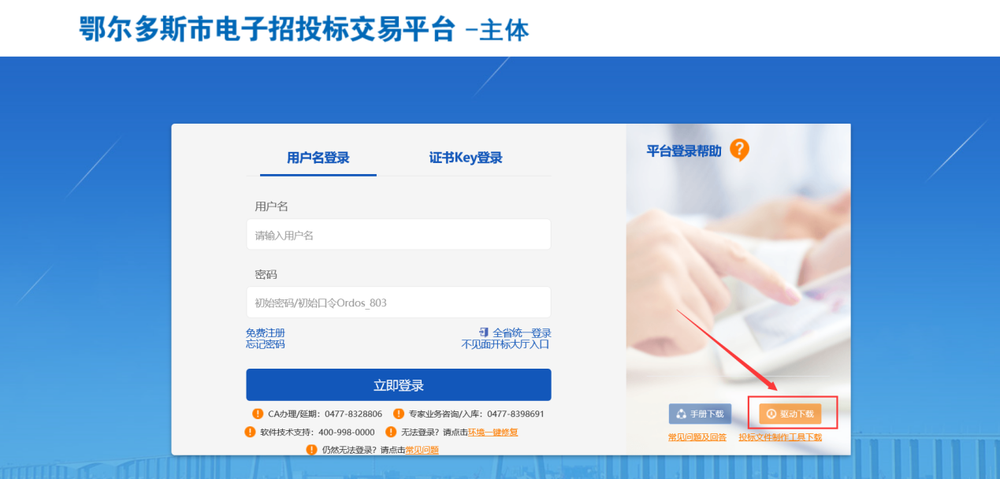 鄂尔多斯市电子招投标交易平台 -主体
用户名登录 证书Key登录
用户名
请输入用户名
密码
初始密码/初始口令Ordos_803
免费注册 全省统一登录
忘记密码 不见面开标大厅入口
立即登录
CA办理/延期：0477-8328806 专家业务咨询/入库：0477-8398691
软件技术支持：400-998-0000 无法登录？请点击环境一键修复
仍然无法登录？请点击常见问题
平台登录帮助
手册下载 驱动下载
常见问题及回答 投标文件制作工具下载